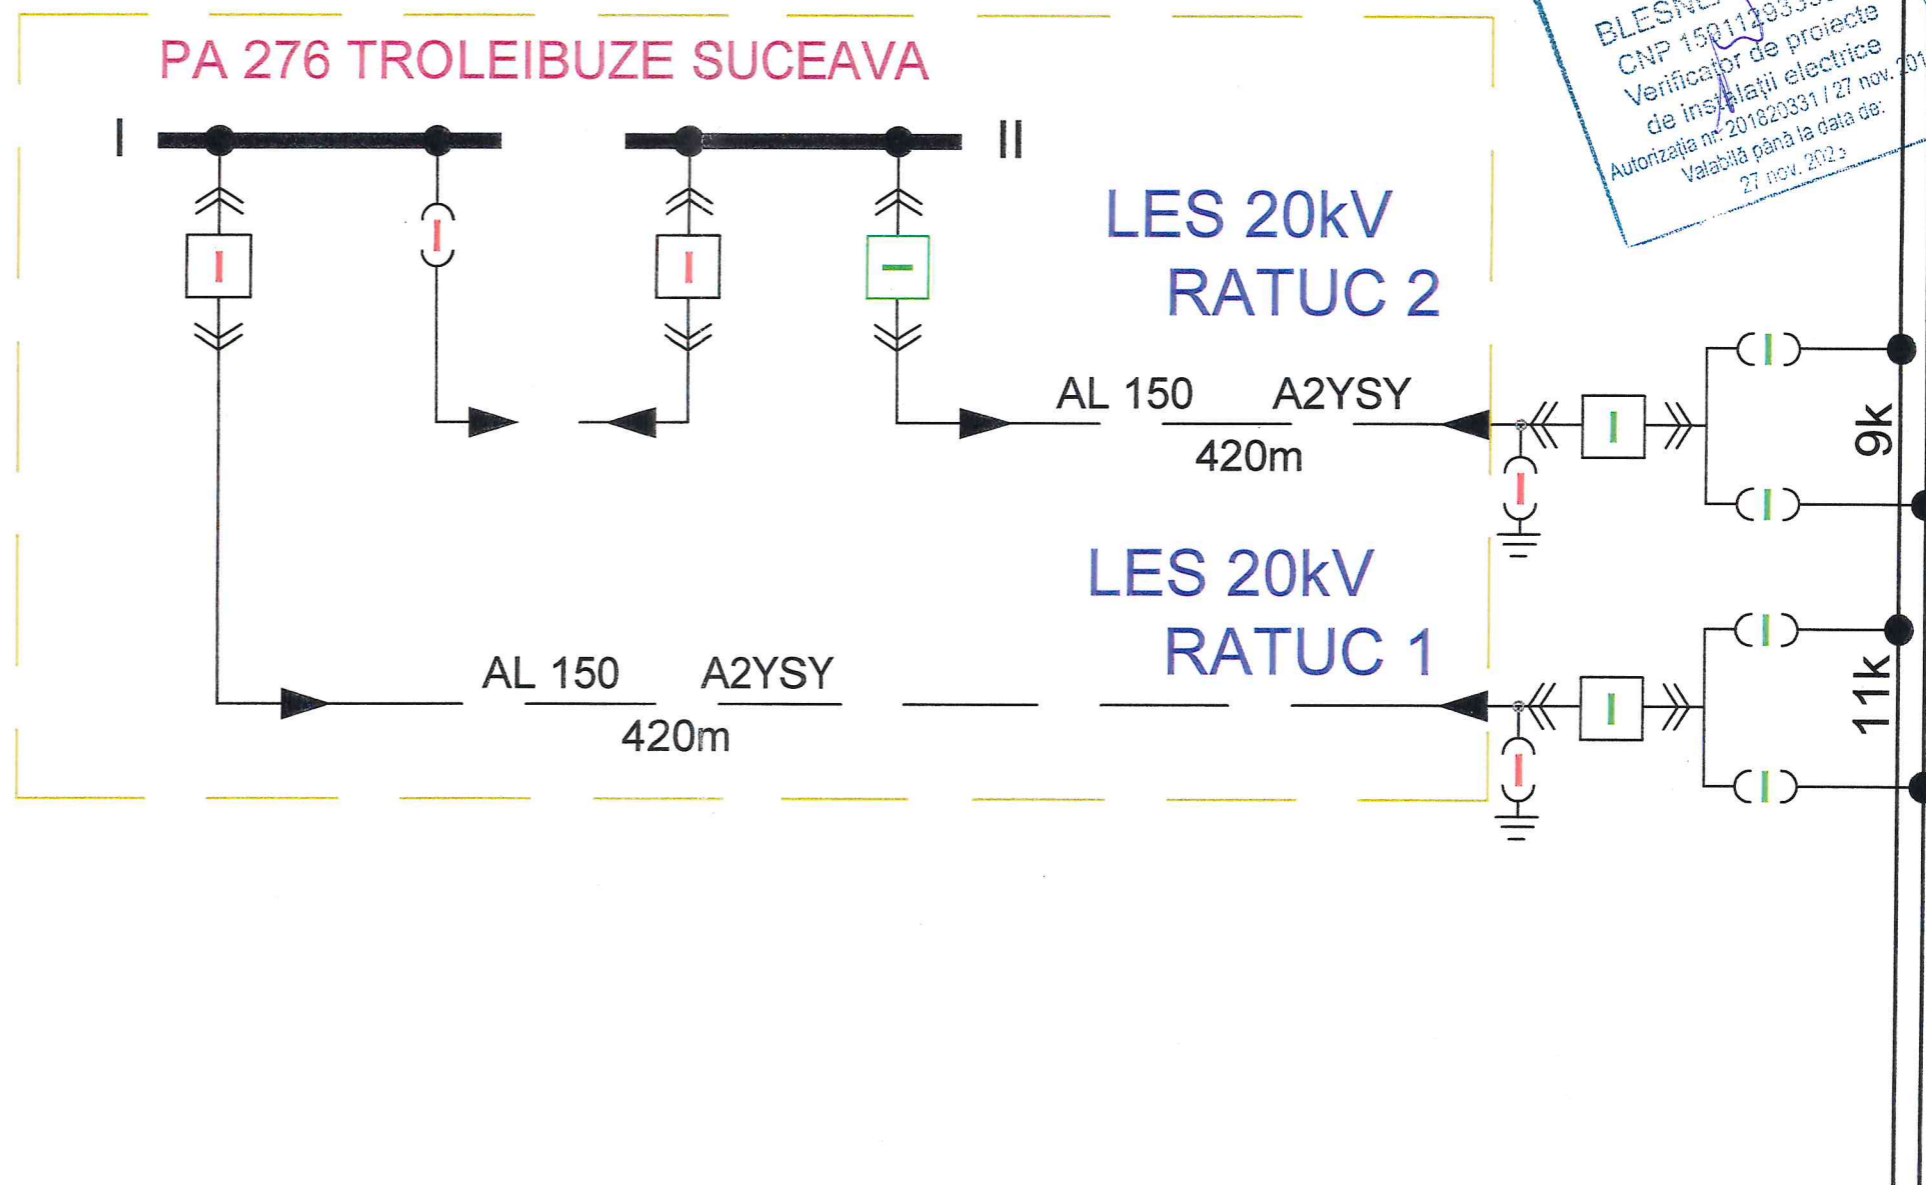 PA 276 TROLEIBUZE SUCEAVA
I
II
LES 20kV
RATUC 2
AL 150
A2YSY
420m
9k
LES 20kV
RATUC 1
AL 150
A2YSY
420m
11k
Verificator de proiecte
de instalații electrice
Autorizația nr. 201820331 / 27 nov. 201
Valabilă până la data de:
27 nov.